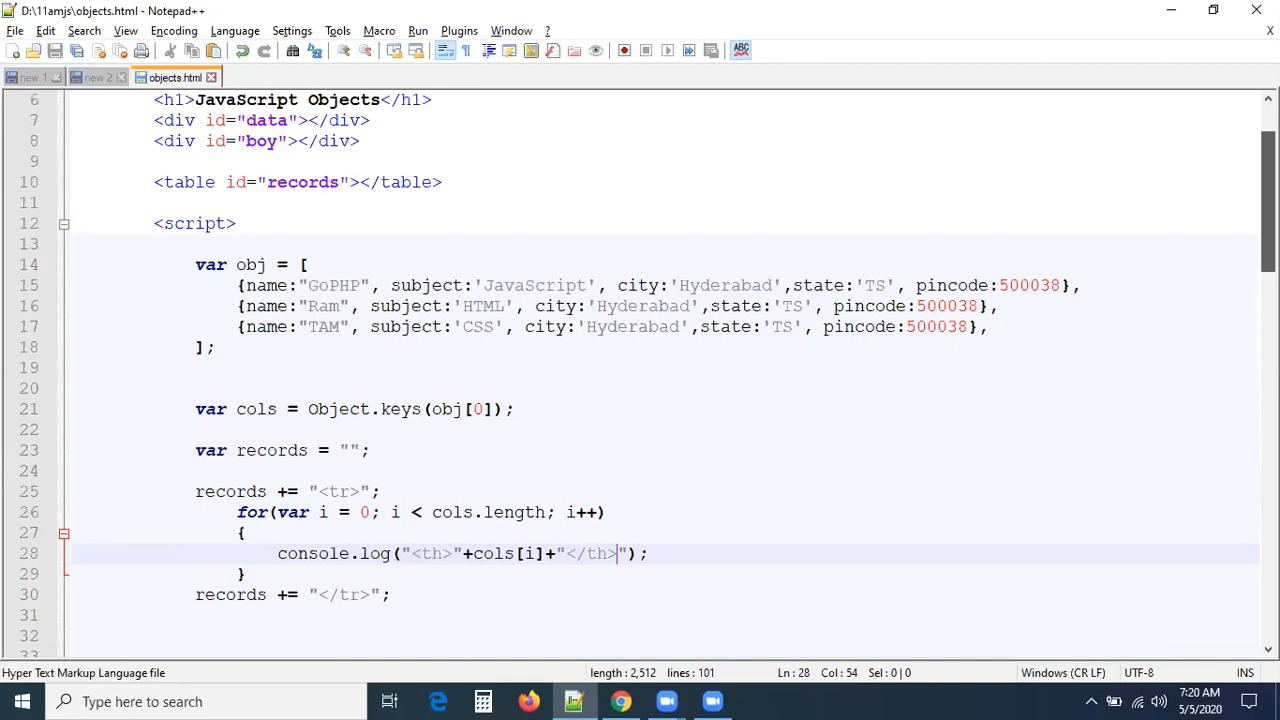 D:\11amjs\objects.html - Notepad++
File Edit Search View Encoding Language Settings Tools Macro Run Plugins Window ? X
ABC
new 1 new 2 objects.html
6 <h1>JavaScript Objects</h1>
7 <div id="data"></div>
8 <div id="boy"></div>
9
10 <table id="records"></table>
11
12 <script>
13
14 var obj = [
15 {name:"GoPHP", subject:'JavaScript', city:'Hyderabad',state:'TS', pincode:500038},
16 {name:"Ram", subject:'HTML', city:'Hyderabad',state:'TS', pincode:500038},
17 {name:"TAM", subject:'CSS', city:'Hyderabad',state:'TS', pincode:500038},
18 ];
19
20
21 var cols = Object.keys(obj[0]);
22
23 var records = "";
24
25 records += "<tr>";
26 for(var i = 0; i < cols.length; i++)
27 {
28 console.log("<th>"+cols[i]+"</th>");
29 }
30 records += "</tr>";
31
32
33
Hyper Text Markup Language file length : 2,512 lines : 101 Ln : 28 Col : 54 Sel : 0 | 0 Windows (CR LF) UTF-8 INS
Type here to search
7:20 AM
5/5/2020